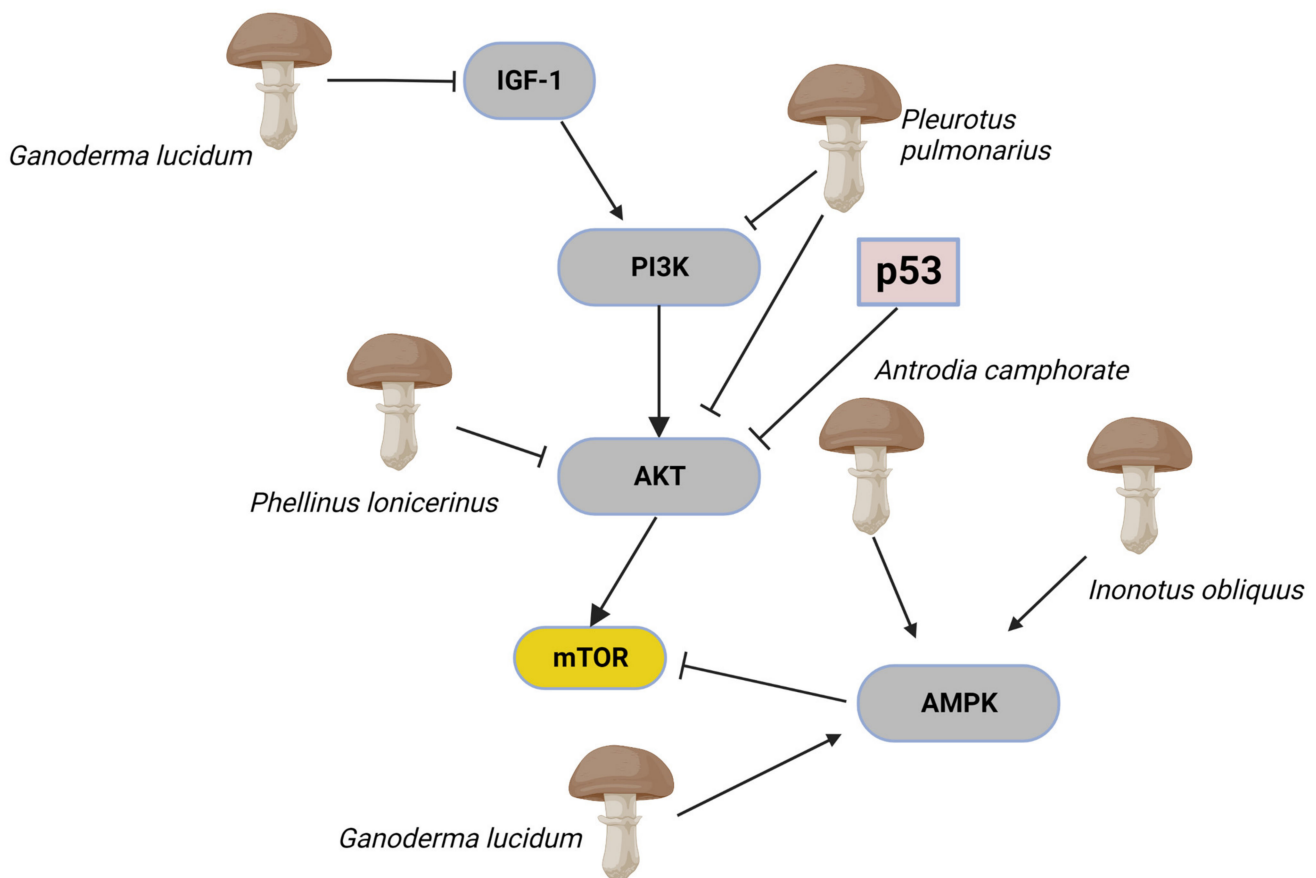 IGF-1
Ganoderma lucidum
Pleurotus
pulmonarius
PI3K
p53
Antrodia camphorate
AKT
Phellinus lonicerinus
Inonotus obliquus
mTOR
AMPK
Ganoderma lucidum